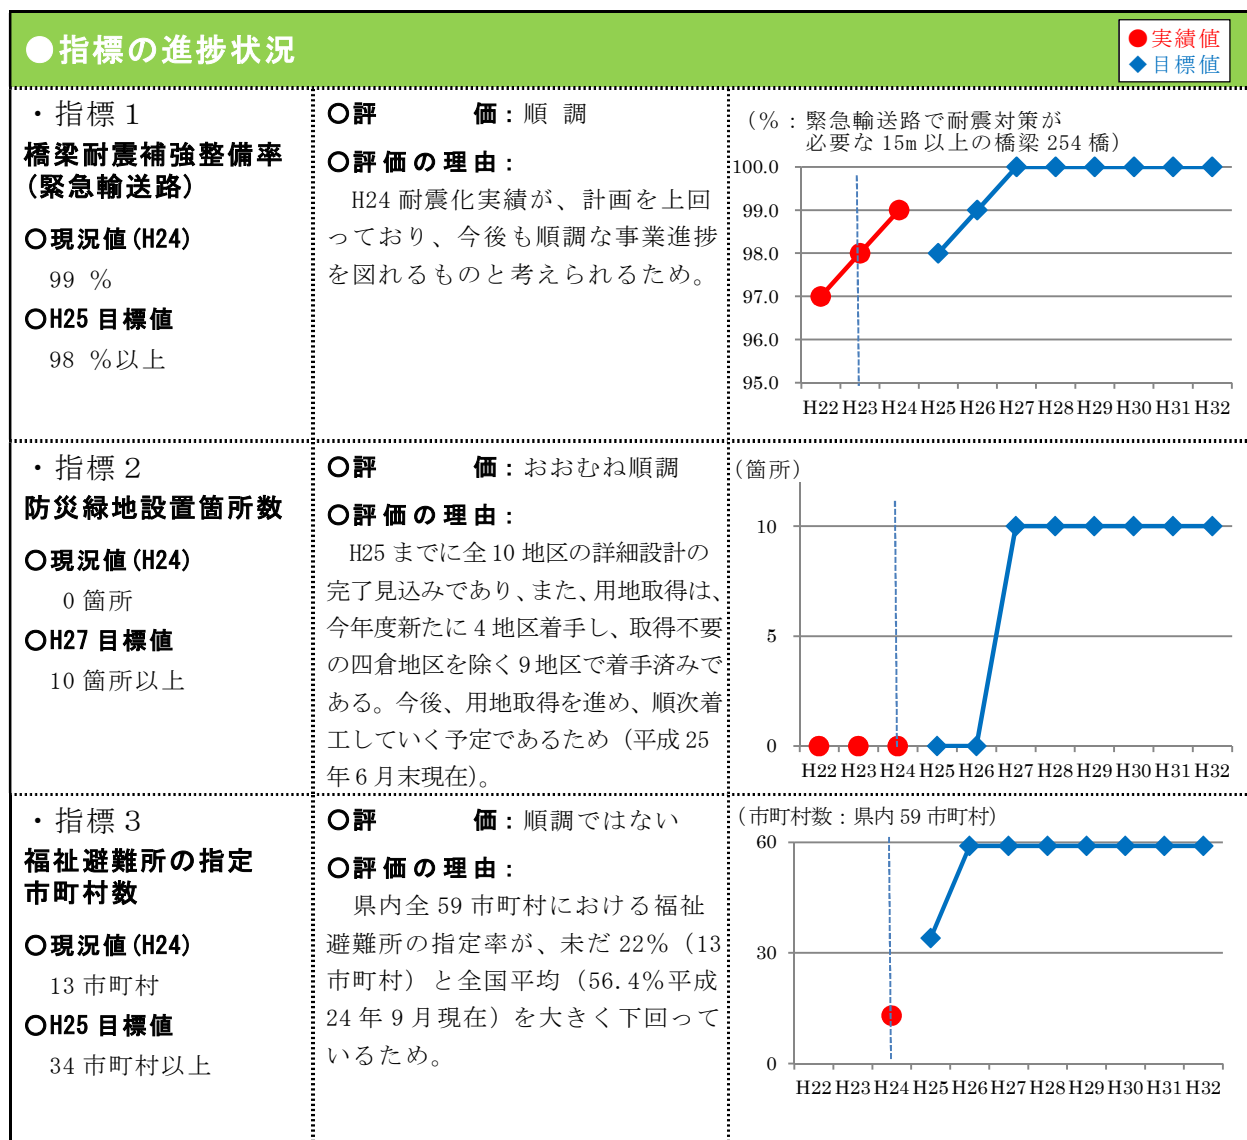 ●指標の進捗状況
●実績値
◆目標値
・指標１
橋梁耐震補強整備率
(緊急輸送路)
○現況値(H24)
99 %
○H25 目標値
98 %以上
○評　　価：順 調
○評価の理由：
H24 耐震化実績が、計画を上回
っており、今後も順調な事業進捗
を図れるものと考えられるため。
(%：緊急輸送路で耐震対策が
必要な 15m 以上の橋梁 254 橋)
100.0
99.0
98.0
97.0
96.0
95.0
H22 H23 H24 H25 H26 H27 H28 H29 H30 H31 H32
・指標２
防災緑地設置箇所数
○現況値(H24)
0 箇所
○H27 目標値
10 箇所以上
○評　　価：おおむね順調
○評価の理由：
H25 までに全 10 地区の詳細設計の
完了見込みであり、また、用地取得は、
今年度新たに 4 地区着手し、取得不要
の四倉地区を除く 9 地区で着手済みで
ある。今後、用地取得を進め、順次着
工していく予定であるため（平成 25
年 6 月末現在）。
(箇所)
10
5
0
H22 H23 H24 H25 H26 H27 H28 H29 H30 H31 H32
・指標３
福祉避難所の指定
市町村数
○現況値(H24)
13 市町村
○H25 目標値
34 市町村以上
○評　　価：順調ではない
○評価の理由：
県内全 59 市町村における福祉
避難所の指定率が、未だ 22%（13
市町村）と全国平均（56.4%平成
24 年 9 月現在）を大きく下回って
いるため。
(市町村数：県内 59 市町村)
60
30
0
H22 H23 H24 H25 H26 H27 H28 H29 H30 H31 H32